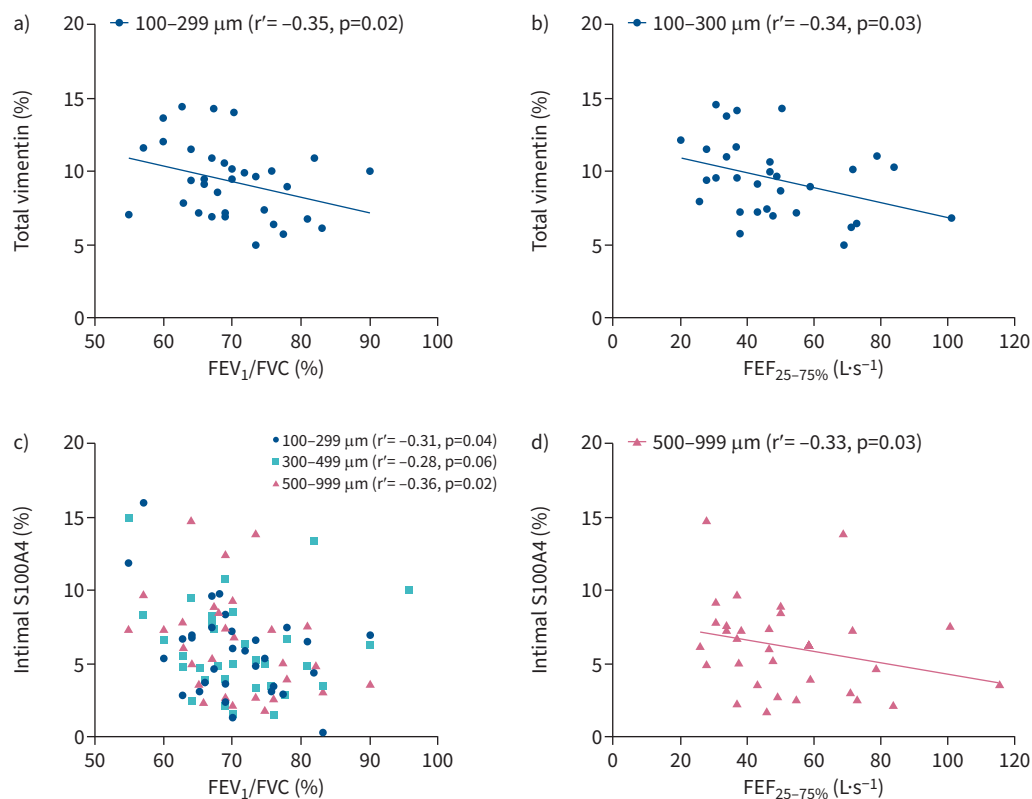 a)
100–299 μm (r′= –0.35, p=0.02)
Total vimentin (%)
20
15
10
5
0
50 60 70 80 90 100
FEV1/FVC (%)
b)
100–300 μm (r′= –0.34, p=0.03)
Total vimentin (%)
20
15
10
5
0
0 20 40 60 80 100 120
FEF25–75% (L·s–1)
c)
100–299 μm (r′= –0.31, p=0.04)
300–499 μm (r′= –0.28, p=0.06)
500–999 μm (r′= –0.36, p=0.02)
Intimal S100A4 (%)
20
15
10
5
0
50 60 70 80 90 100
FEV1/FVC (%)
d)
500–999 μm (r′= –0.33, p=0.03)
Intimal S100A4 (%)
20
15
10
5
0
0 20 40 60 80 100 120
FEF25–75% (L·s–1)